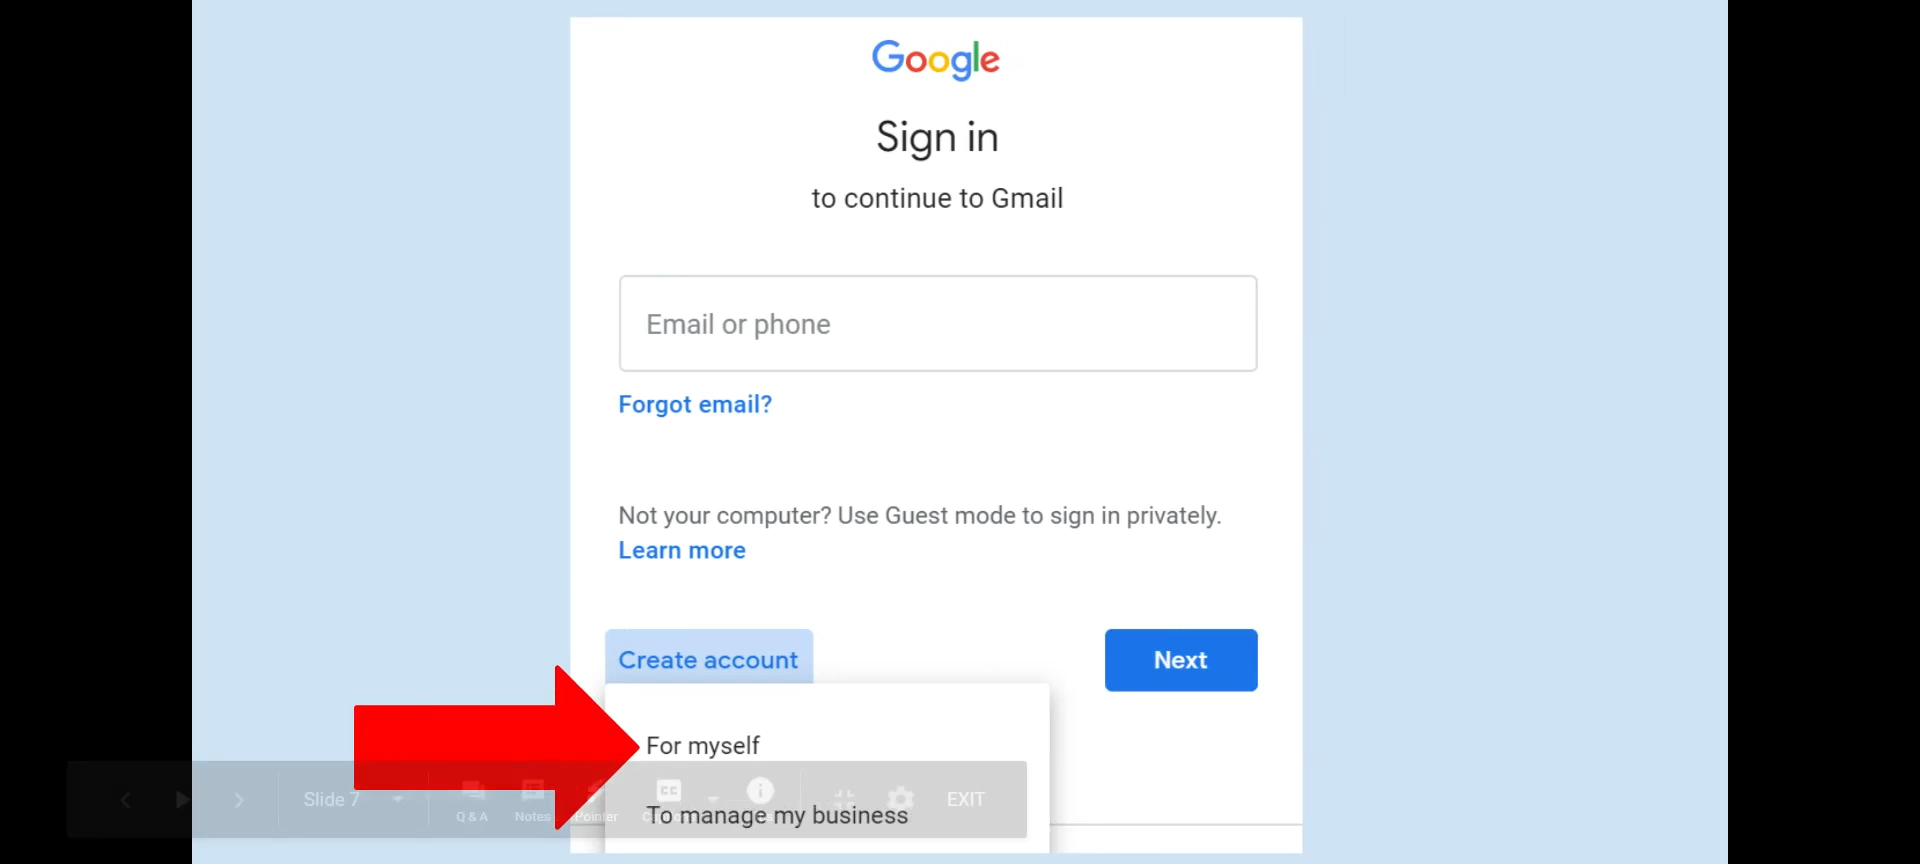 Google
Sign in
to continue to Gmail
Email or phone
Forgot email?
Not your computer? Use Guest mode to sign in privately.
Learn more
Create account
Next
For myself
To manage my business
Slide 7
Q & A
Notes
Pointer
CC
EXIT